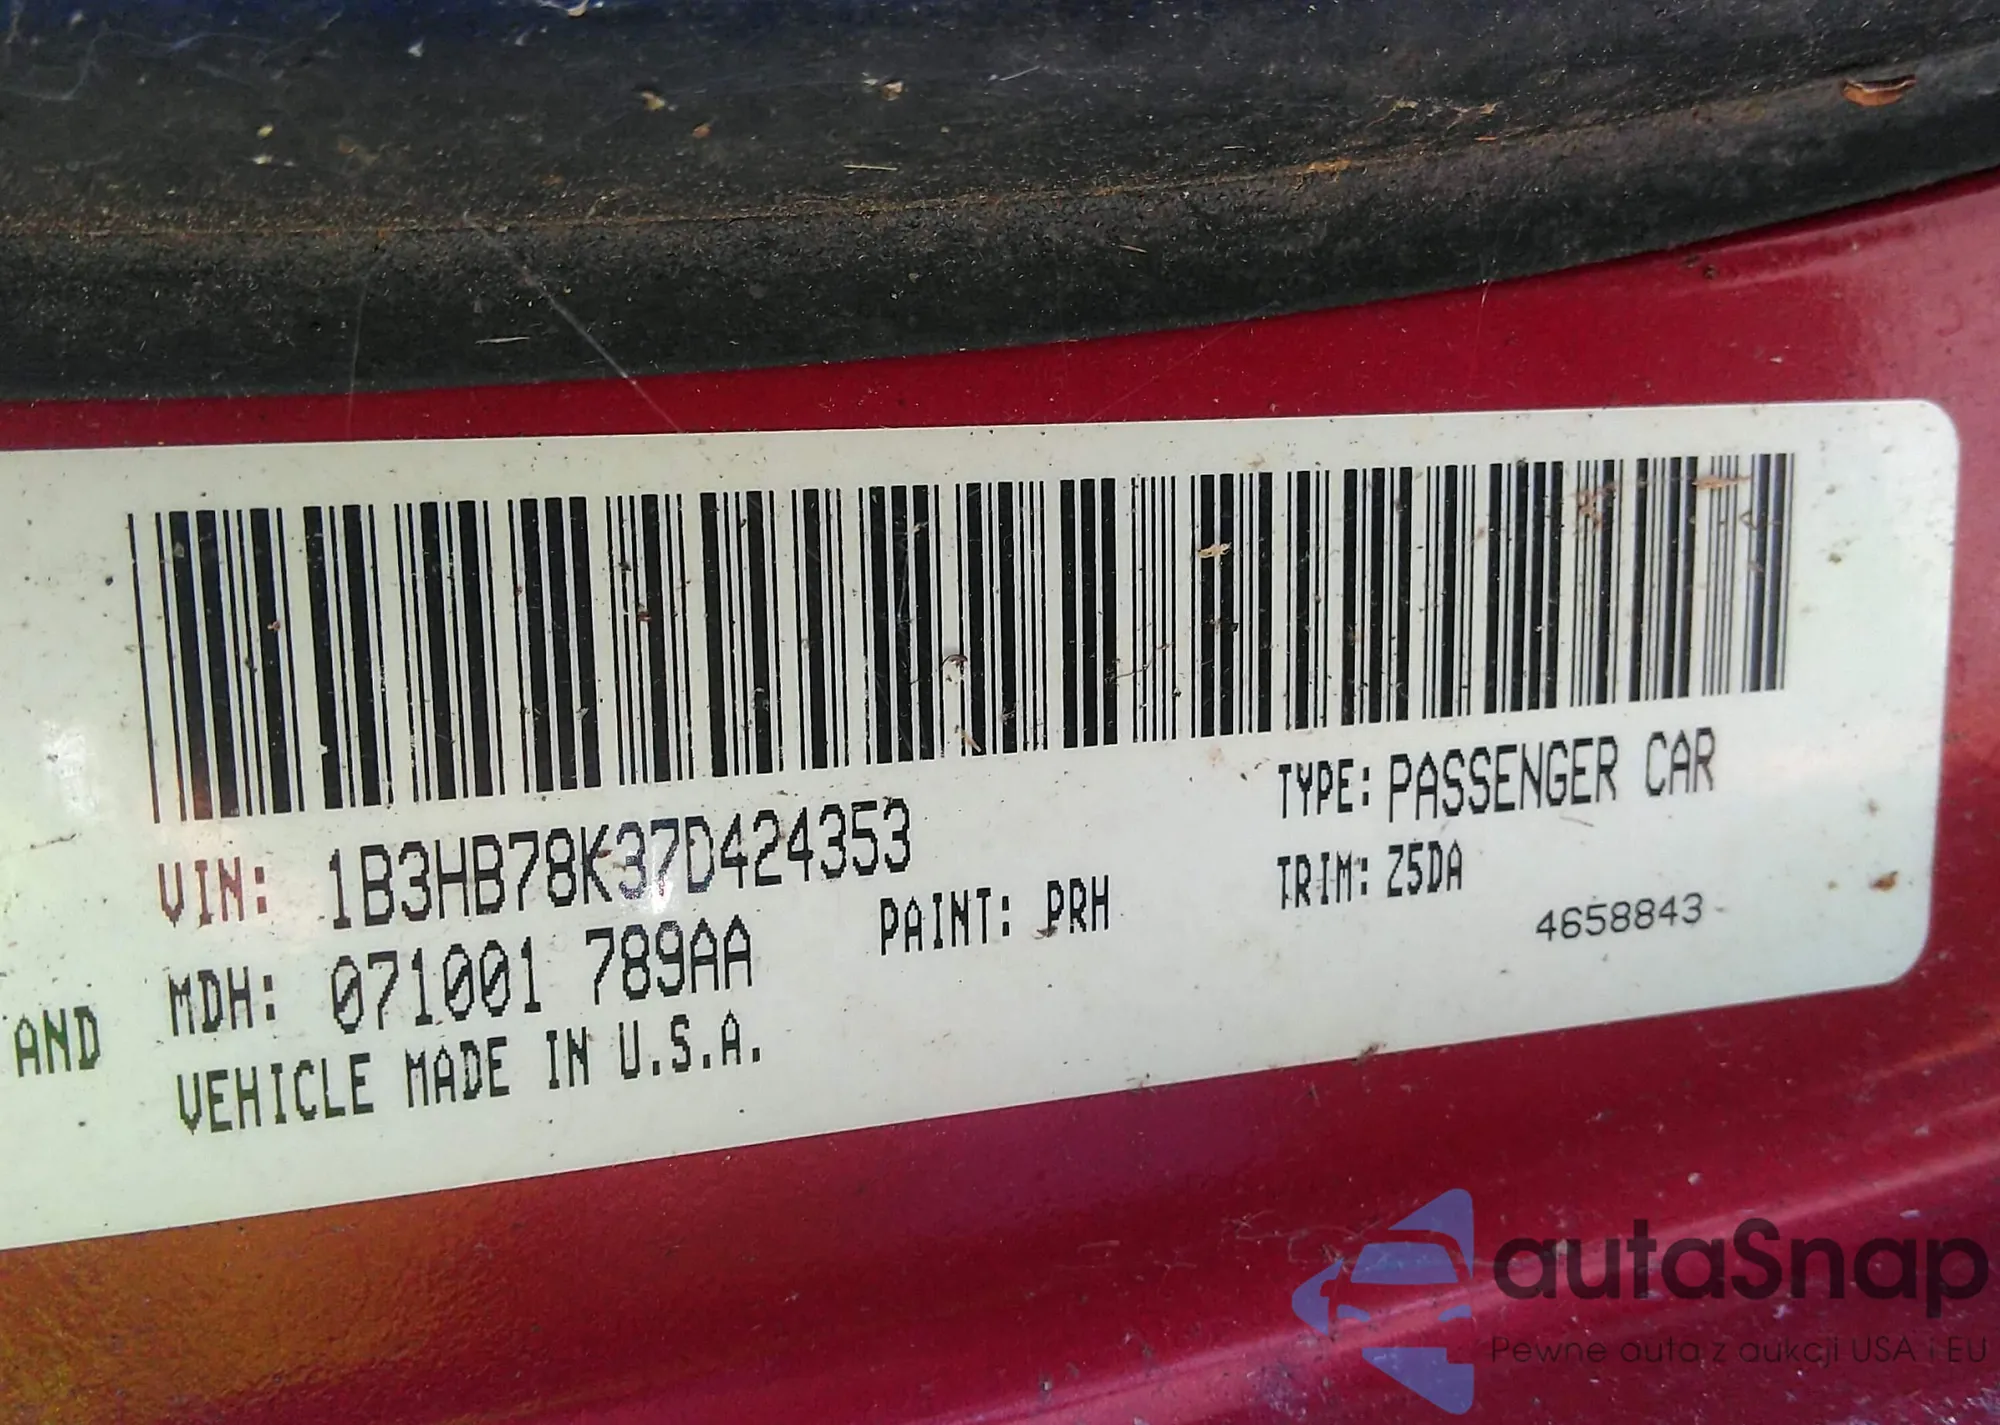 VIN: 1B3HB78K37D424353
TYPE: PASSENGER CAR
MDH: 071001 789AA
PAINT: PRH
TRIM: Z5DA
4658843
AND
VEHICLE MADE IN U.S.A.
autaSnap
Pewne auta z aukcji USA i EU